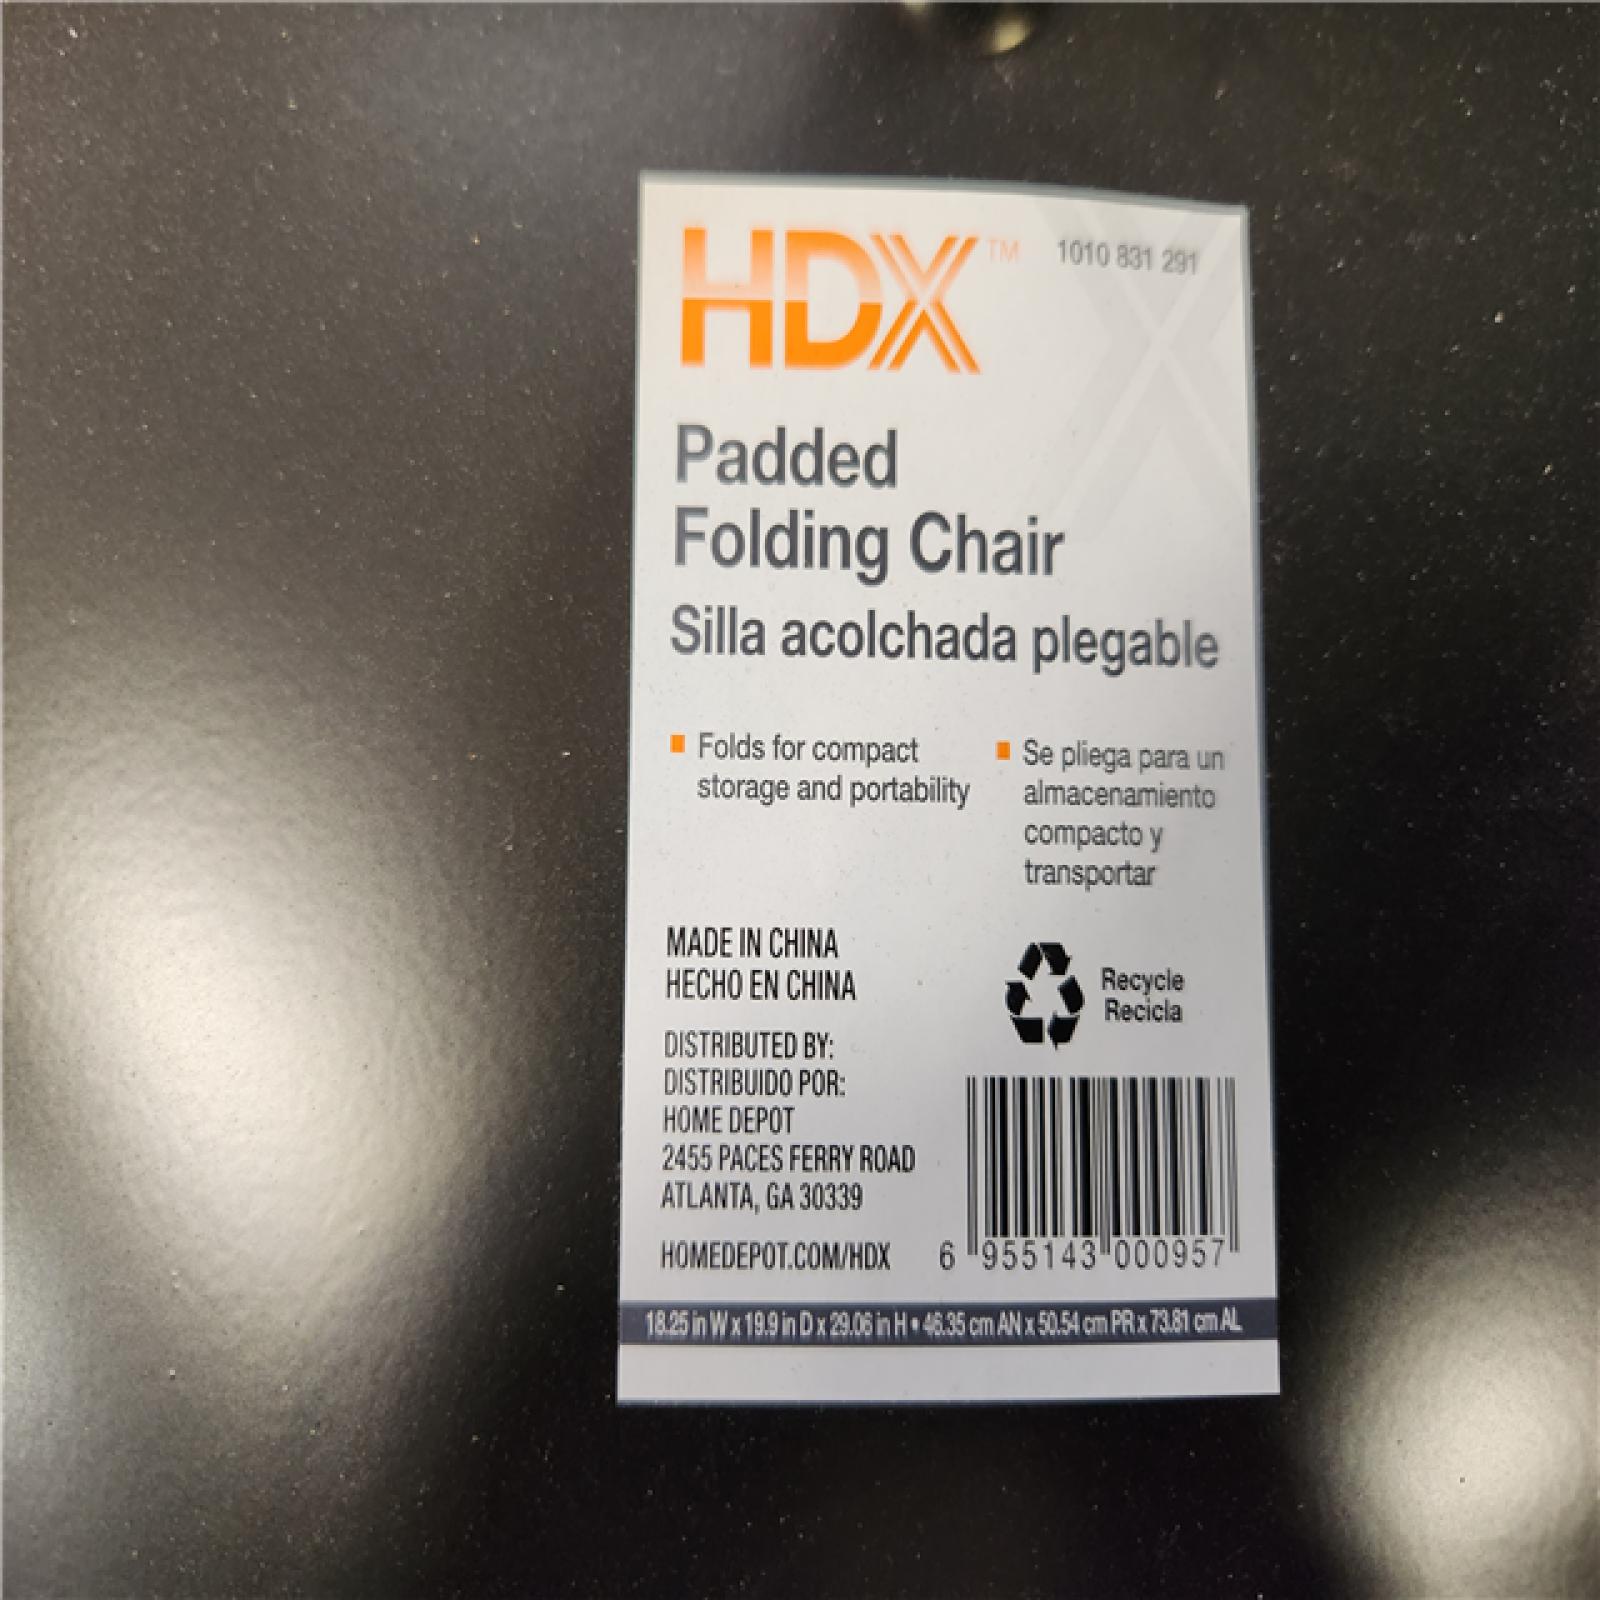 HDX™ 1010 831 291
Padded
Folding Chair
Silla acolchada plegable
Folds for compact
storage and portability
Se pliega para un
almacenamiento
compacto y
transportar
MADE IN CHINA
HECHO EN CHINA
Recycle
Recicla
DISTRIBUTED BY:
DISTRIBUIDO POR:
HOME DEPOT
2455 PACES FERRY ROAD
ATLANTA, GA 30339
HOMEDEPOT.COM/HDX
6 955143 000957
18.25 in W x 19.9 in D x 29.06 in H • 46.35 cm AN x 50.54 cm PR x 73.81 cm AL